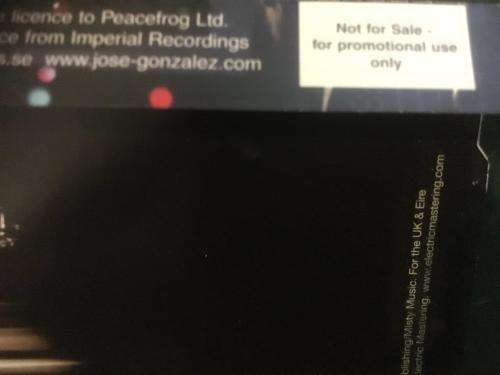 licence to Peacefrog Ltd.
ce from Imperial Recordings
s.se www.jose-gonzalez.com
Not for Sale -
for promotional use
only
blishing/Misty Music. For the UK & Eire
lectric Mastering. www.electricmastering.com